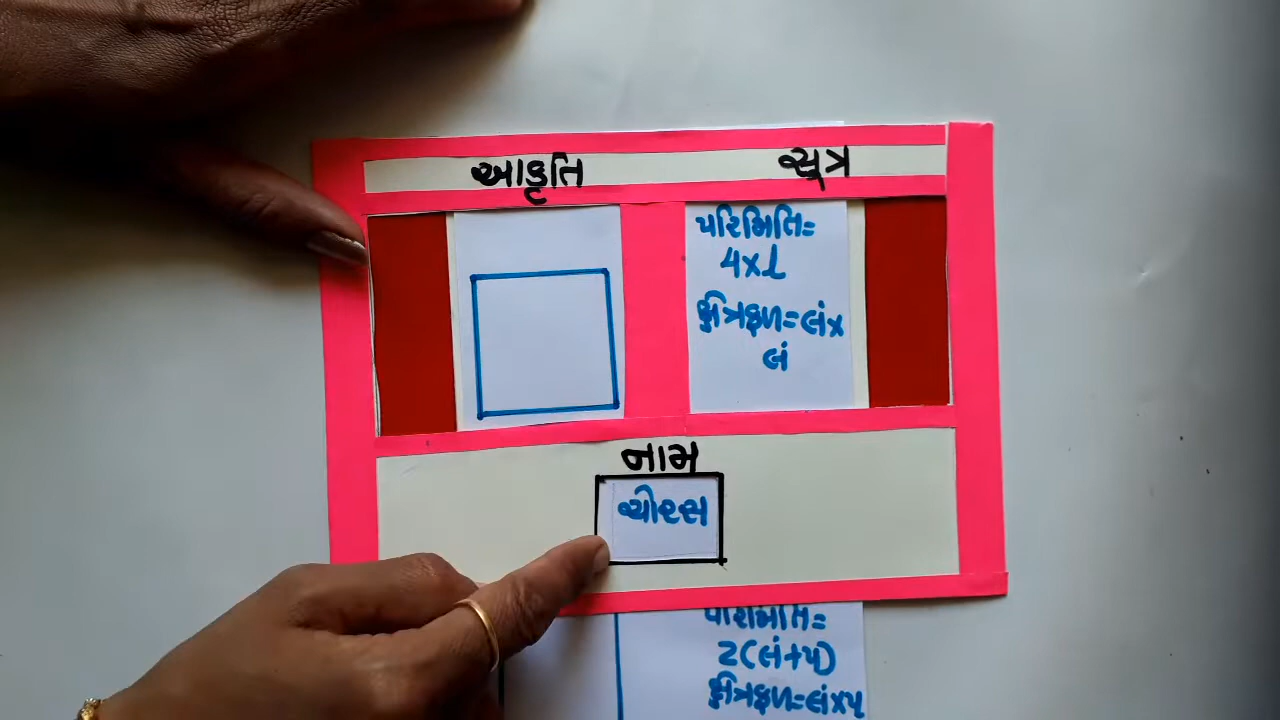 આકૃતિ સૂત્ર
પરિમિતિ=
4×l
ક્ષેત્રફળ=લં×
લં
નામ
ચોરસ
પરિમિતિ=
2(લં+પ)
ક્ષેત્રફળ=લં×પ